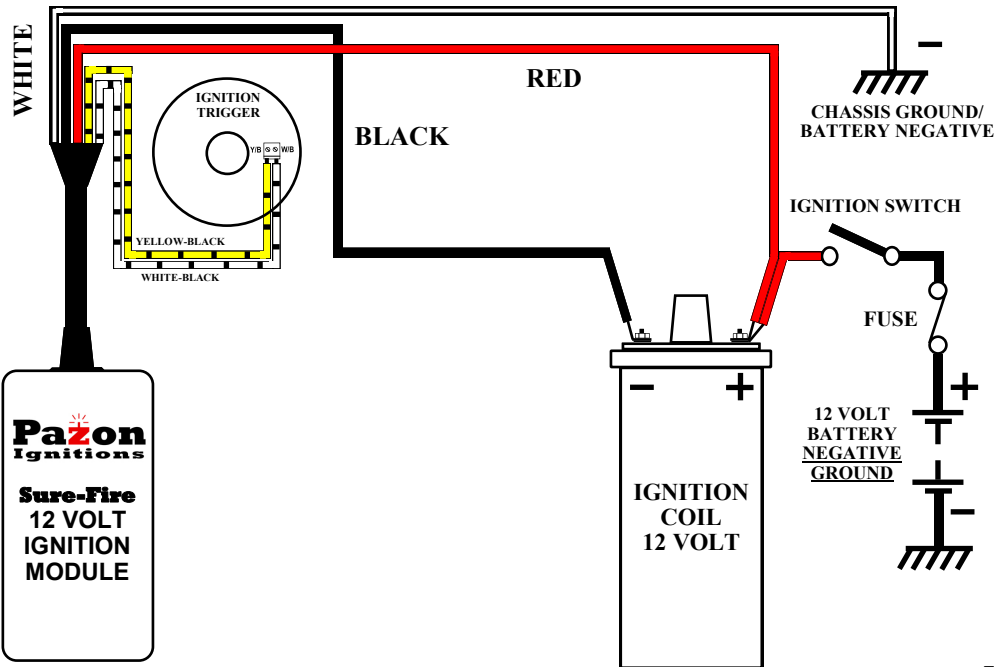 WHITE
RED
BLACK
IGNITION
TRIGGER
Y/B
W/B
YELLOW-BLACK
WHITE-BLACK
−
CHASSIS GROUND/
BATTERY NEGATIVE
IGNITION SWITCH
FUSE
+
12 VOLT
BATTERY
NEGATIVE
GROUND
−
− +
IGNITION
COIL
12 VOLT
Pazon
Ignitions
Sure-Fire
12 VOLT
IGNITION
MODULE